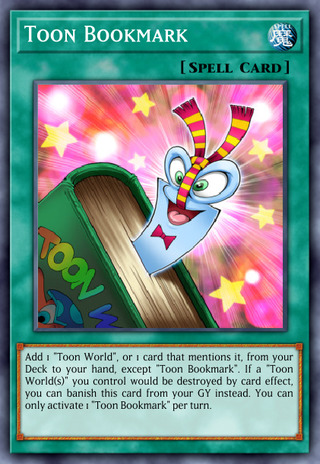 Toon Bookmark
[Spell Card]
TOON W
Add 1 "Toon World", or 1 card that mentions it, from your
Deck to your hand, except "Toon Bookmark". If a "Toon
World(s)" you control would be destroyed by card effect,
you can banish this card from your GY instead. You can
only activate 1 "Toon Bookmark" per turn.